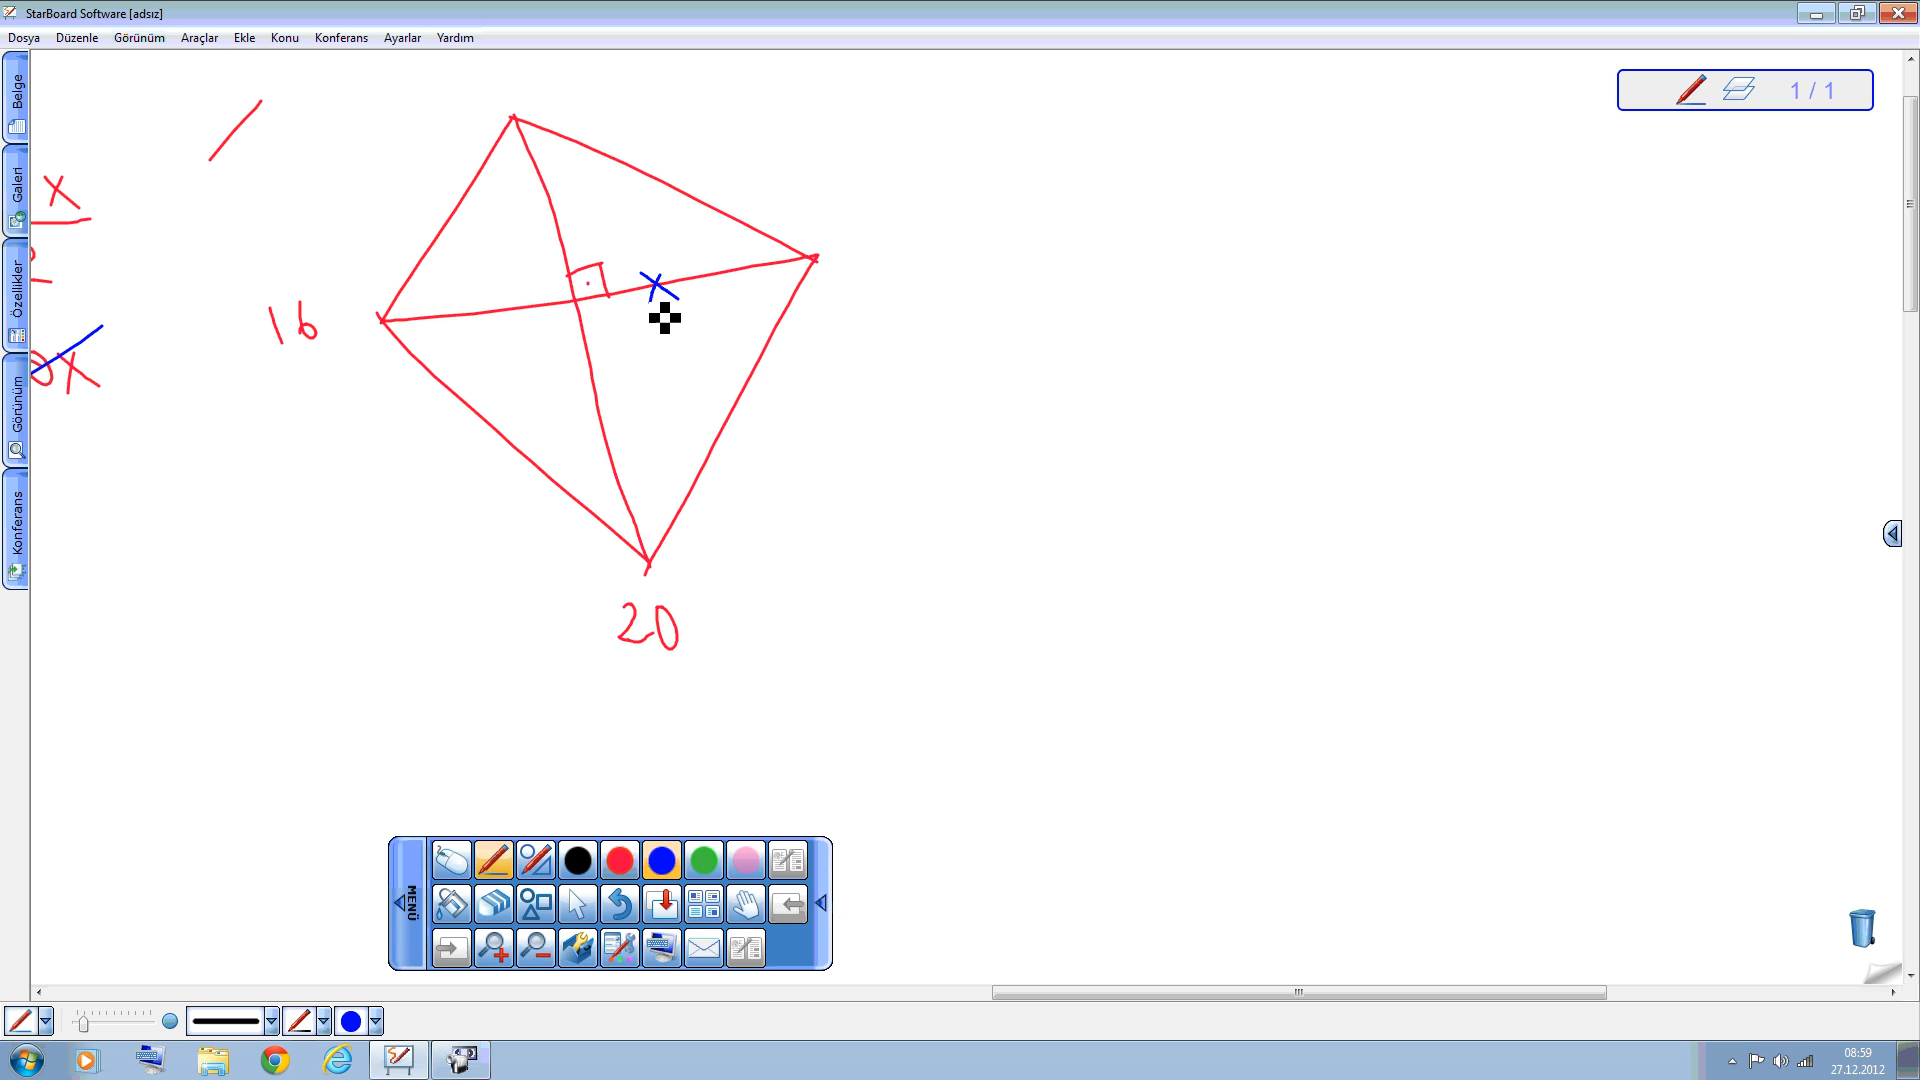 StarBoard Software [adsız]
Dosya Düzenle Görünüm Araçlar Ekle Konu Konferans Ayarlar Yardım
Belge
Galeri
Özellikler
Görünüm
Konferans
1 / 1
X
X
16
X
20
MENÜ
08:59
27.12.2012